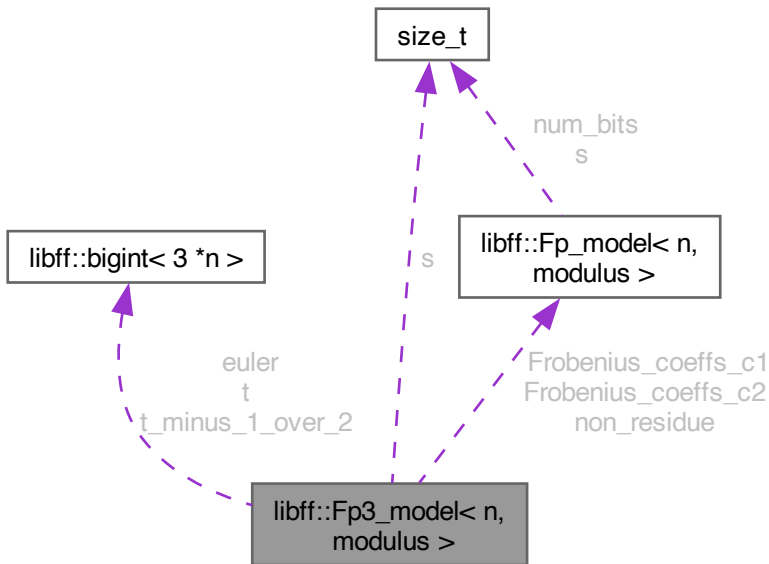 size_t
num_bits
s
libff::Fp_model< n,
modulus >
libff::bigint< 3 *n >
s
euler
t
t_minus_1_over_2
Frobenius_coeffs_c1
Frobenius_coeffs_c2
non_residue
libff::Fp3_model< n,
modulus >